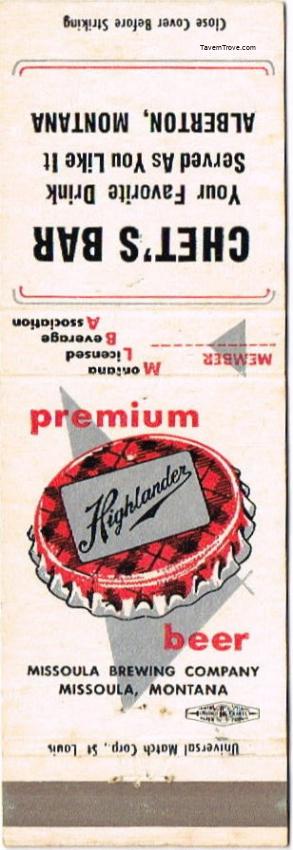 Close Cover Before Striking
TavernTrove.com
CHET'S BAR
Your Favorite Drink
Served As You Like It
ALBERTON, MONTANA
MEMBER
Montana
Licensed
Beverage
Association
premium
Highlander
beer
MISSOULA BREWING COMPANY
MISSOULA, MONTANA
Universal Match Corp., St Louis